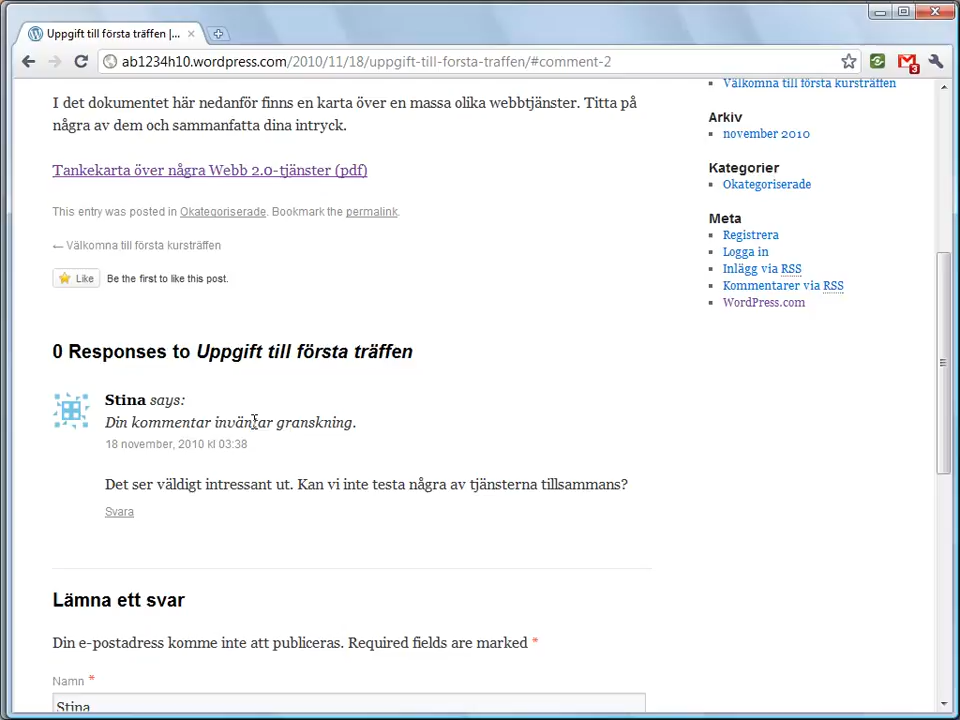 Uppgift till första träffen |...
ab1234h10.wordpress.com/2010/11/18/uppgift-till-forsta-traffen/#comment-2
3
I det dokumentet här nedanför finns en karta över en massa olika webbtjänster. Titta på
några av dem och sammanfatta dina intryck.
Tankekarta över några Webb 2.0-tjänster (pdf)
This entry was posted in Okategoriserade. Bookmark the permalink.
← Välkomna till första kursträffen
Like Be the first to like this post.
0 Responses to Uppgift till första träffen
Stina says:
Din kommentar inväntar granskning.
18 november, 2010 kl 03:38
Det ser väldigt intressant ut. Kan vi inte testa några av tjänsterna tillsammans?
Svara
Lämna ett svar
Din e-postadress komme inte att publiceras. Required fields are marked *
Namn *
Stina
Välkomna till första kursträffen
Arkiv
november 2010
Kategorier
Okategoriserade
Meta
Registrera
Logga in
Inlägg via RSS
Kommentarer via RSS
WordPress.com